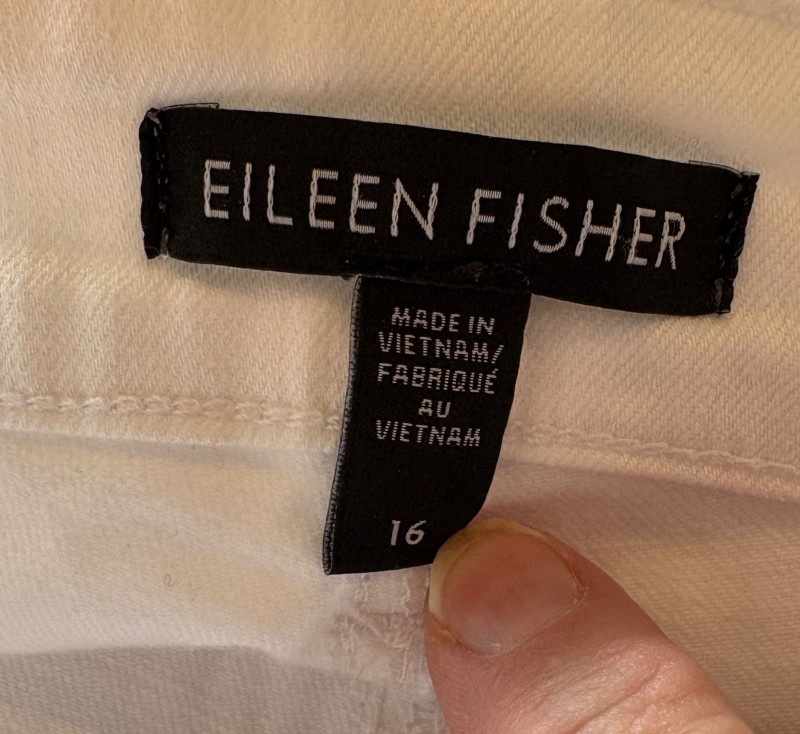 EILEEN FISHER
MADE IN
VIETNAM/
FABRIQUÉ
AU
VIETNAM
16